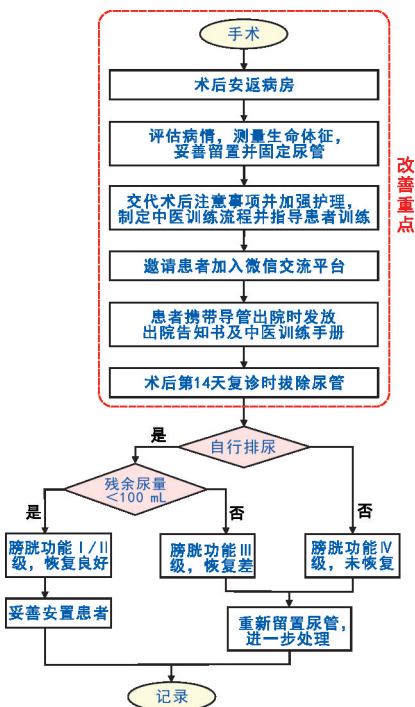 手术
术后安返病房
评估病情，测量生命体征，
妥善留置并固定尿管
交代术后注意事项并加强护理，
制定中医训练流程并指导患者训练
邀请患者加入微信交流平台
患者携带导管出院时发放
出院告知书及中医训练手册
术后第14天复诊时拔除尿管
改善重点
自行排尿
是
否
残余尿量
<100 mL
是
否
膀胱功能Ⅰ/Ⅱ
级，恢复良好
膀胱功能Ⅲ
级，恢复差
膀胱功能Ⅳ
级，未恢复
妥善安置患者
重新留置尿管，
进一步处理
记录